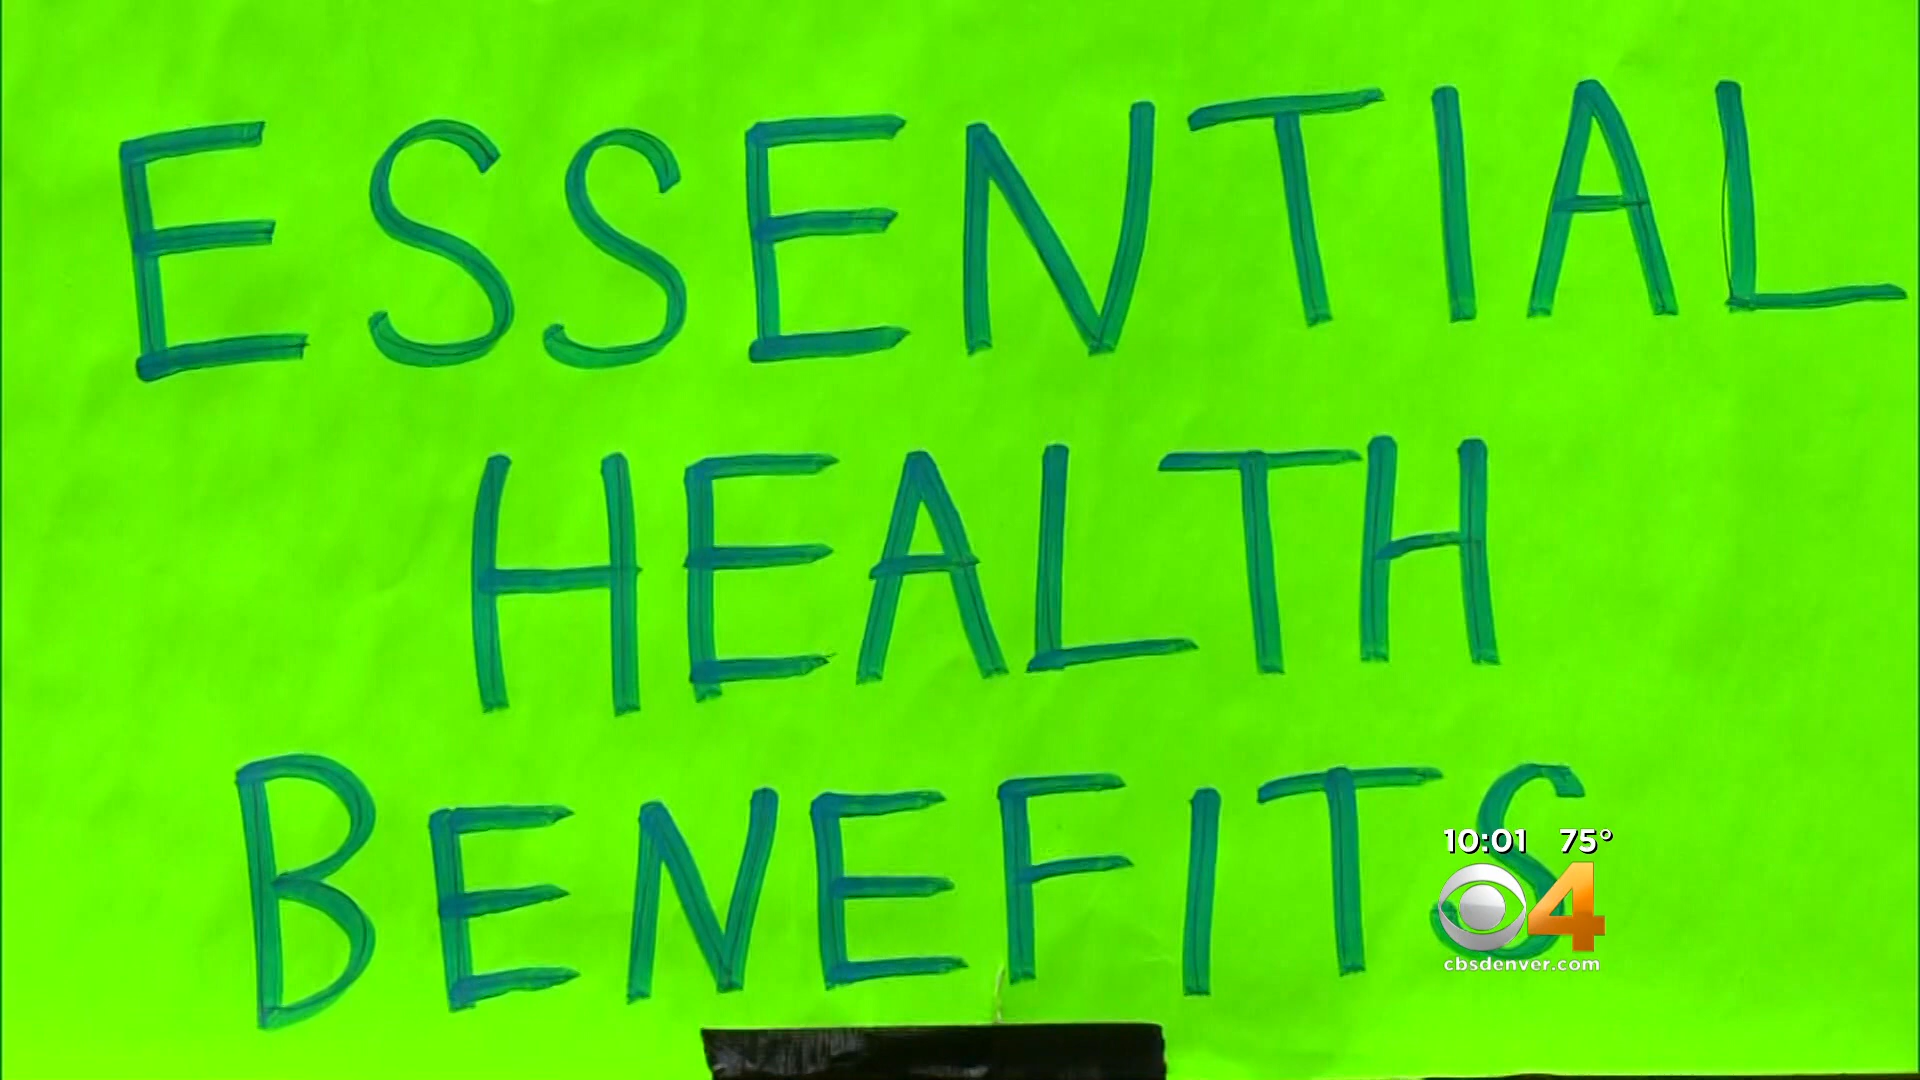 ESSENTIAL
HEALTH
BENEFITS
10:01 75°
4
cbsdenver.com